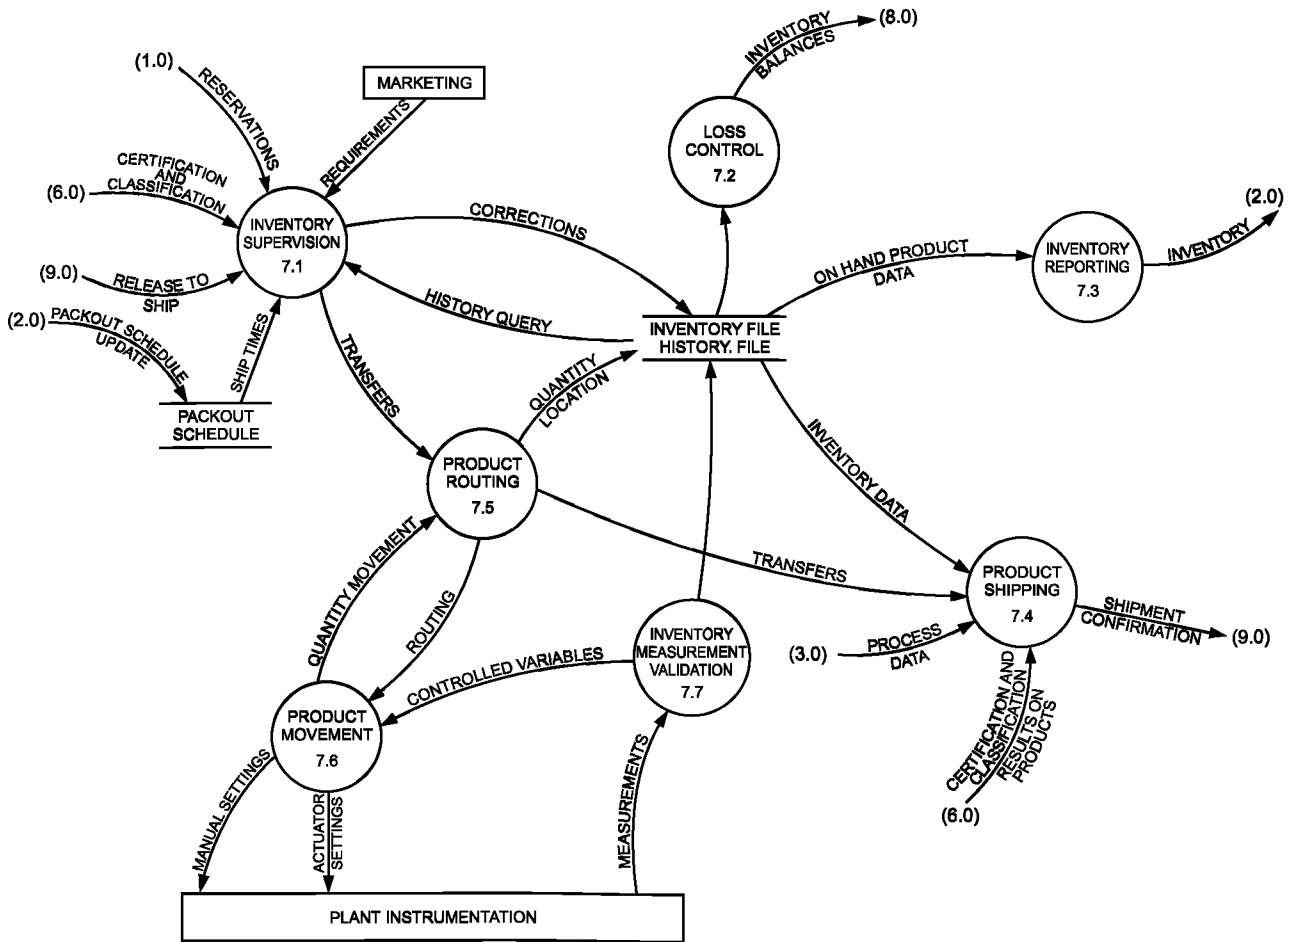 (8.0)
INVENTORY
BALANCES
(1.0)
RESERVATIONS
MARKETING
REQUIREMENTS
LOSS
CONTROL
7.2
CERTIFICATION
AND
CLASSIFICATION
(6.0)
INVENTORY
SUPERVISION
7.1
CORRECTIONS
(2.0)
INVENTORY
ON HAND PRODUCT
DATA
INVENTORY
REPORTING
7.3
(9.0)
RELEASE TO
SHIP
HISTORY QUERY
(2.0)
PACKOUT SCHEDULE
UPDATE
SHIP TIMES
INVENTORY FILE
HISTORY. FILE
TRANSFERS
QUANTITY
LOCATION
PACKOUT
SCHEDULE
PRODUCT
ROUTING
7.5
INVENTORY DATA
QUANTITY MOVEMENT
ROUTING
TRANSFERS
PRODUCT
SHIPPING
7.4
SHIPMENT
CONFIRMATION
(9.0)
(3.0)
PROCESS
DATA
INVENTORY
MEASUREMENT
VALIDATION
7.7
CONTROLLED VARIABLES
PRODUCT
MOVEMENT
7.6
CERTIFICATION AND
CLASSIFICATION
RESULTS ON
PRODUCTS
(6.0)
MANUAL SETTINGS
ACTUATOR
SETTINGS
MEASUREMENTS
PLANT INSTRUMENTATION